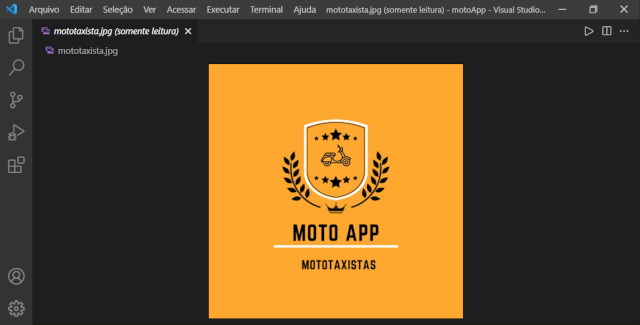 Arquivo Editar Seleção Ver Acessar Executar Terminal Ajuda mototaxista.jpg (somente leitura) - motoApp - Visual Studio...
mototaxista.jpg (somente leitura)
mototaxista.jpg
MOTO APP
MOTOTAXISTAS